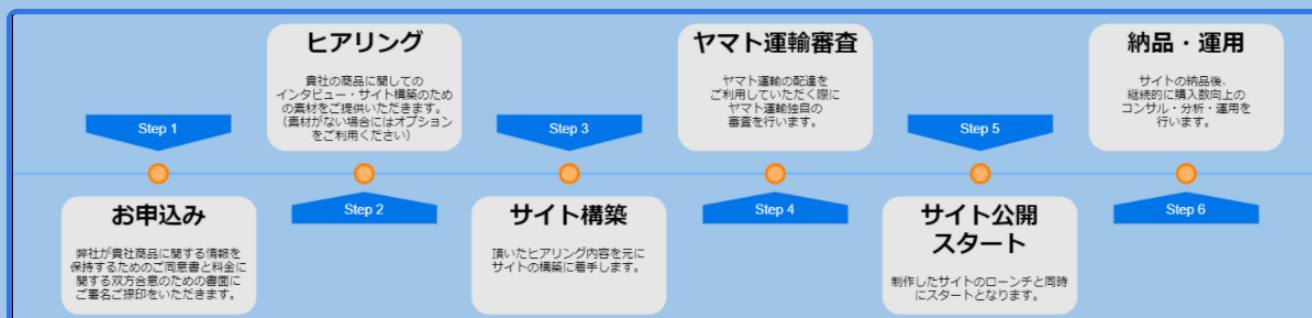 Step 1
お申込み
弊社が貴社商品に関する情報を
保持するためのご同意書と料金に
関する双方合意のための書面に
ご署名ご捺印をいただきます。
ヒアリング
貴社の商品に関しての
インタビュー・サイト構築のため
の素材をご提供いただきます。
（素材がない場合にはオプション
をご利用ください）
Step 2
Step 3
サイト構築
頂いたヒアリング内容を元に
サイトの構築に着手します。
ヤマト運輸審査
ヤマト運輸の配達を
ご利用していただく際に
ヤマト運輸独自の
審査を行います。
Step 4
Step 5
サイト公開
スタート
制作したサイトのローンチと同時
にスタートとなります。
納品・運用
サイトの納品後、
継続的に購入数向上の
コンサル・分析・運用を
行います。
Step 6